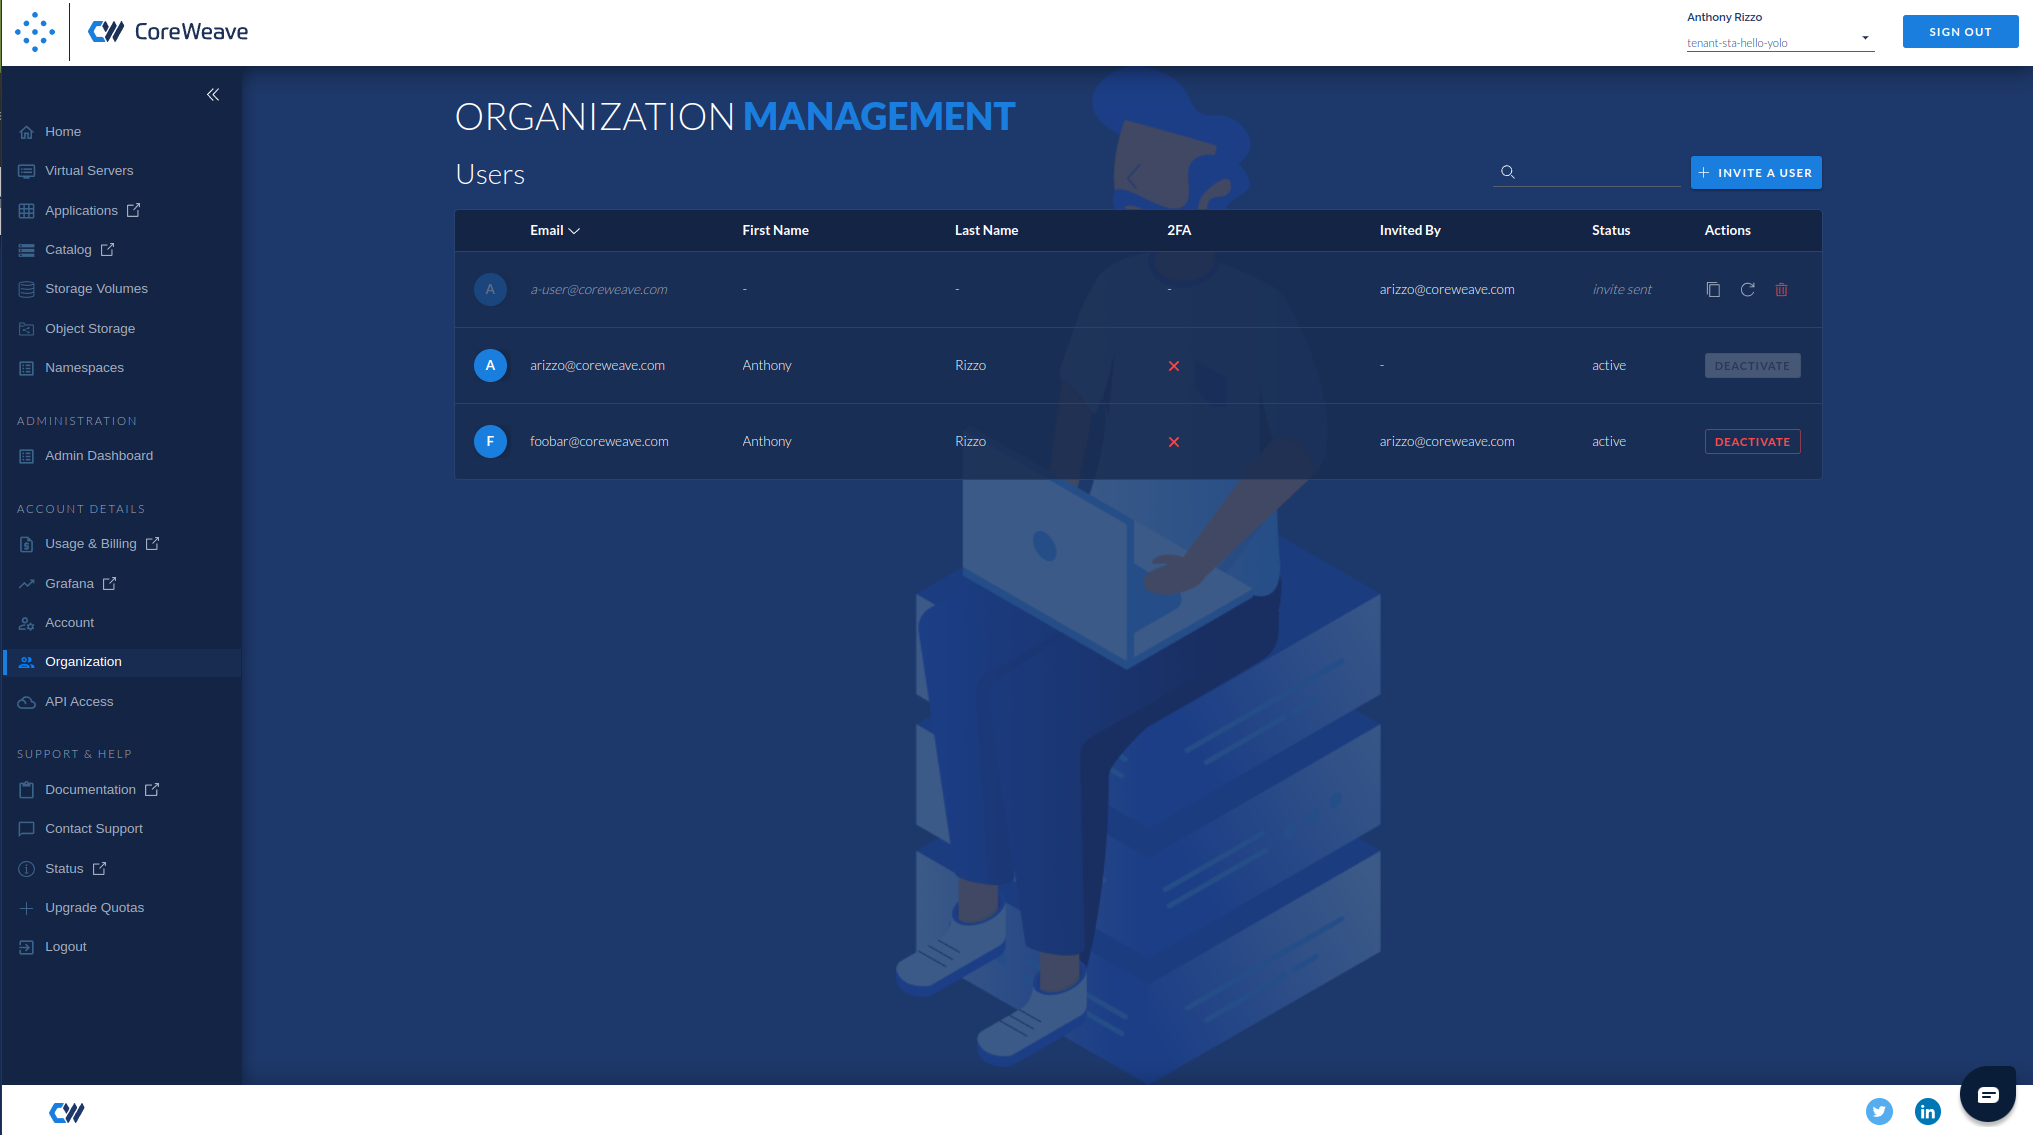 CoreWeave
Anthony Rizzo
tenant-sta-hello-yolo
SIGN OUT
Home
Virtual Servers
Applications
Catalog
Storage Volumes
Object Storage
Namespaces
ADMINISTRATION
Admin Dashboard
ACCOUNT DETAILS
Usage & Billing
Grafana
Account
Organization
API Access
SUPPORT & HELP
Documentation
Contact Support
Status
Upgrade Quotas
Logout
ORGANIZATION MANAGEMENT
Users
INVITE A USER
Email First Name Last Name 2FA Invited By Status Actions
A a-user@coreweave.com - - - arizzo@coreweave.com invite sent
A arizzo@coreweave.com Anthony Rizzo - active DEACTIVATE
F foobar@coreweave.com Anthony Rizzo arizzo@coreweave.com active DEACTIVATE
CW
in